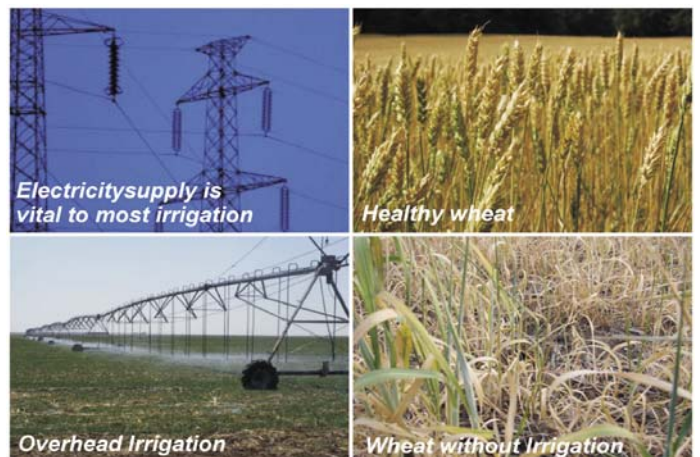 Electricitysupply is
vital to most irrigation
Healthy wheat
Overhead Irrigation
Wheat without Irrigation